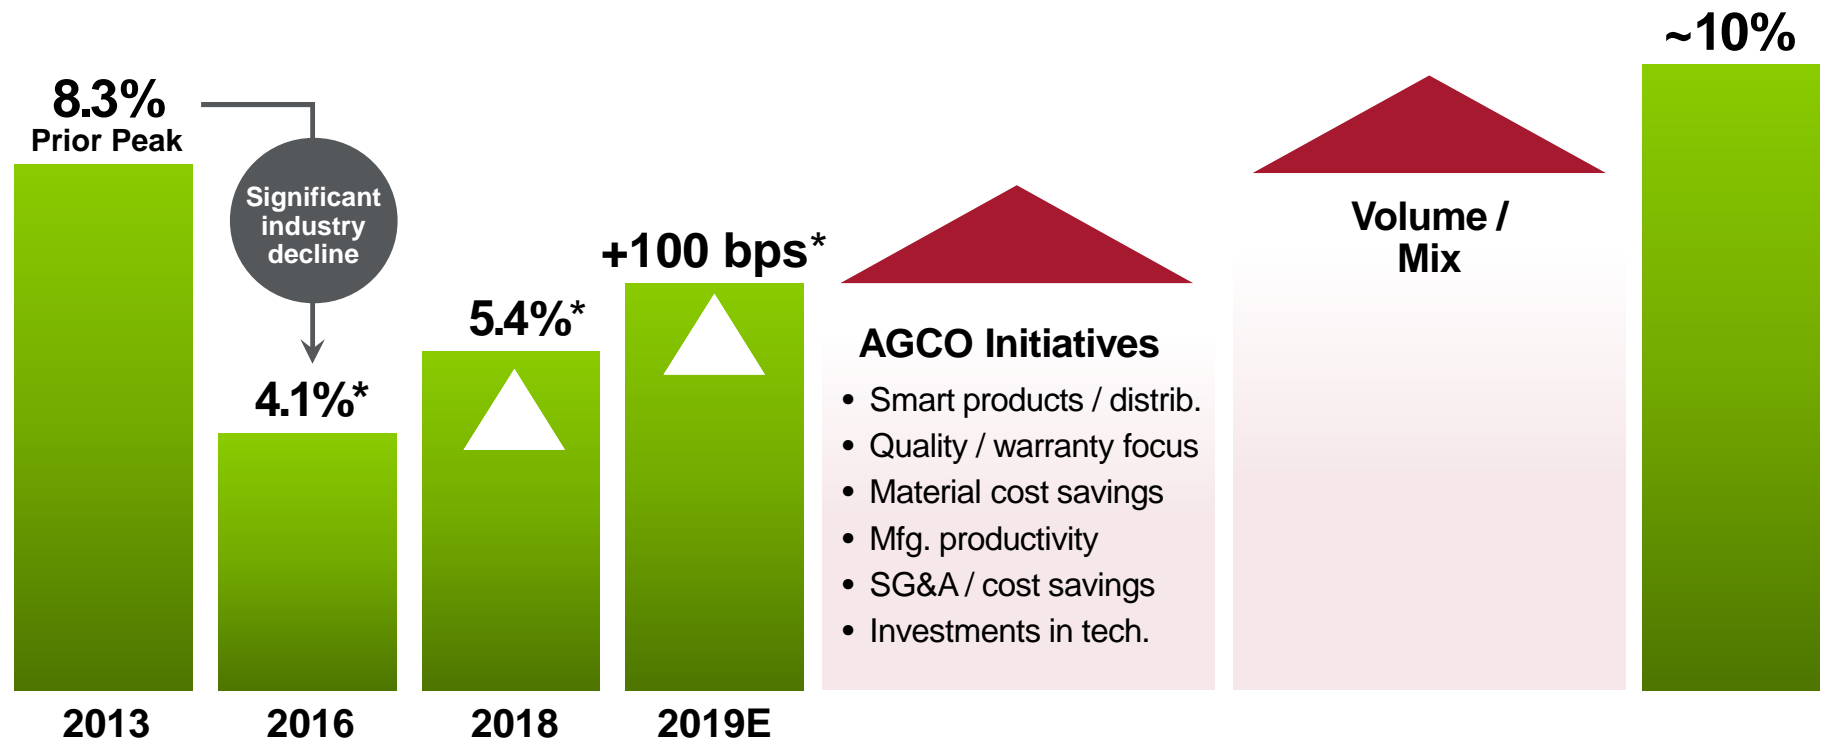 8.3%
Prior Peak
Significant
industry
decline
4.1%*
5.4%*
+100 bps*
AGCO Initiatives
• Smart products / distrib.
• Quality / warranty focus
• Material cost savings
• Mfg. productivity
• SG&A / cost savings
• Investments in tech.
Volume /
Mix
~10%
2013
2016
2018
2019E